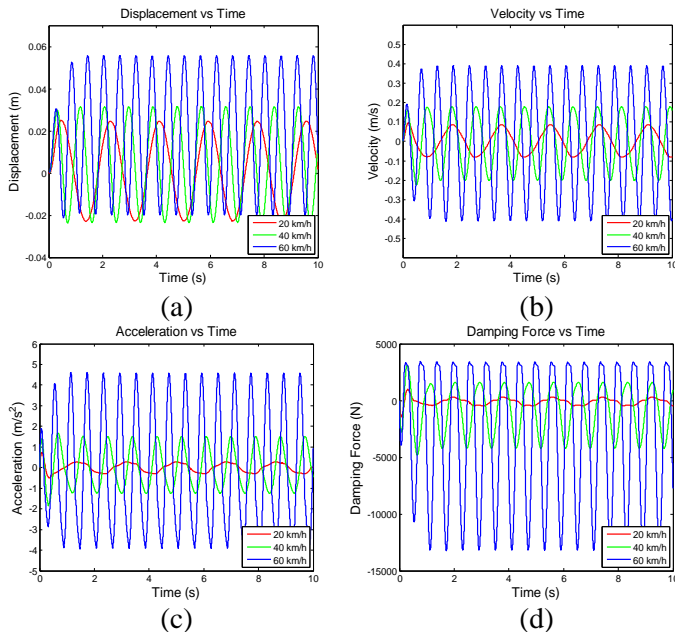 Displacement vs Time
0.06
0.04
0.02
0
-0.02
-0.04
Displacement (m)
0 2 4 6 8 10
Time (s)
20 km/h
40 km/h
60 km/h
(a)
Velocity vs Time
0.5
0.4
0.3
0.2
0.1
0
-0.1
-0.2
-0.3
-0.4
-0.5
Velocity (m/s)
0 2 4 6 8 10
Time (s)
20 km/h
40 km/h
60 km/h
(b)
Acceleration vs Time
6
5
4
3
2
1
0
-1
-2
-3
-4
-5
Acceleration (m/s²)
0 2 4 6 8 10
Time (s)
20 km/h
40 km/h
60 km/h
(c)
Damping Force vs Time
5000
0
-5000
-10000
-15000
Damping Force (N)
0 2 4 6 8 10
Time (s)
20 km/h
40 km/h
60 km/h
(d)